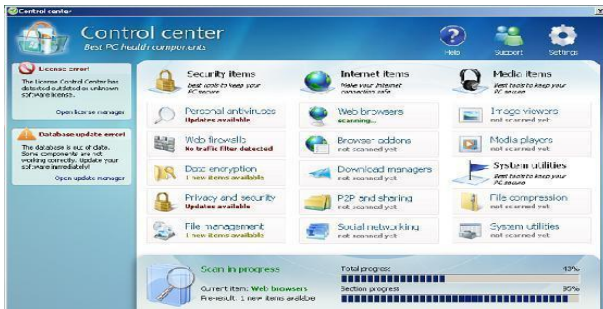 Control center
Control center
Best PC health components
Help
Support
Settings
License error!
The License Control Center has
detected outdated or unknown
software license.
Open license manager
Database update error!
The database is out of date.
Some components are not
working correctly. Update your
software immediately!
Open update manager
Security items
Best tools to keep your
PC secure
Personal antiviruses
Updates available
Web firewalls
No traffic filter detected
Data encryption
1 new items available
Privacy and security
Updates available
File management
1 new items available
Internet items
Make your Internet
connection safe
Web browsers
scanning...
Browser addons
not scanned yet
Download managers
not scanned yet
P2P and sharing
not scanned yet
Social networking
not scanned yet
Media items
Best tools to keep your
PC secure
Image viewers
not scanned yet
Media players
not scanned yet
System utilities
Best tools to keep your
PC secure
File compression
not scanned yet
System utilities
not scanned yet
Scan in progress
Current item: Web browsers
Pre-result: 1 new items available
Total progress
43%
Section progress
95%